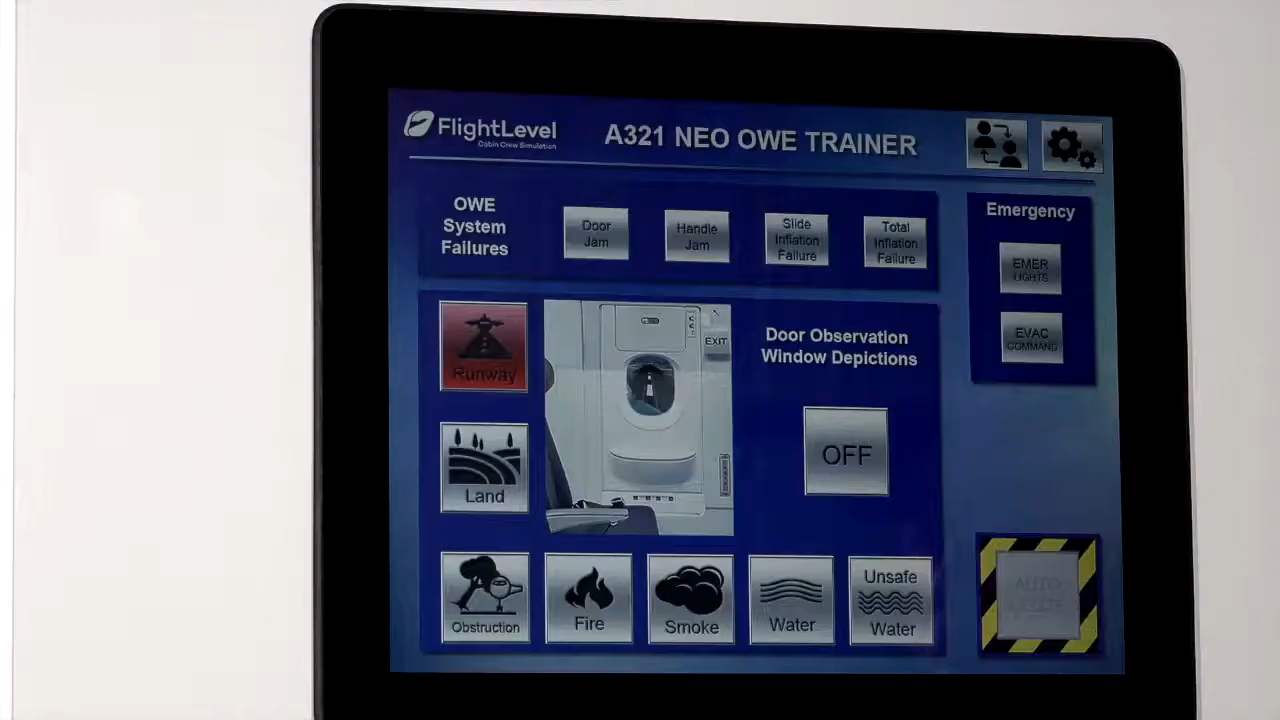 FlightLevel
Cabin Crew Simulation
A321 NEO OWE TRAINER
OWE
System
Failures
Door
Jam
Handle
Jam
Slide
Inflation
Failure
Total
Inflation
Failure
Emergency
EMER
LIGHTS
EVAC
COMMAND
Runway
EXIT
Door Observation
Window Depictions
OFF
Land
Obstruction
Fire
Smoke
Water
Unsafe
Water